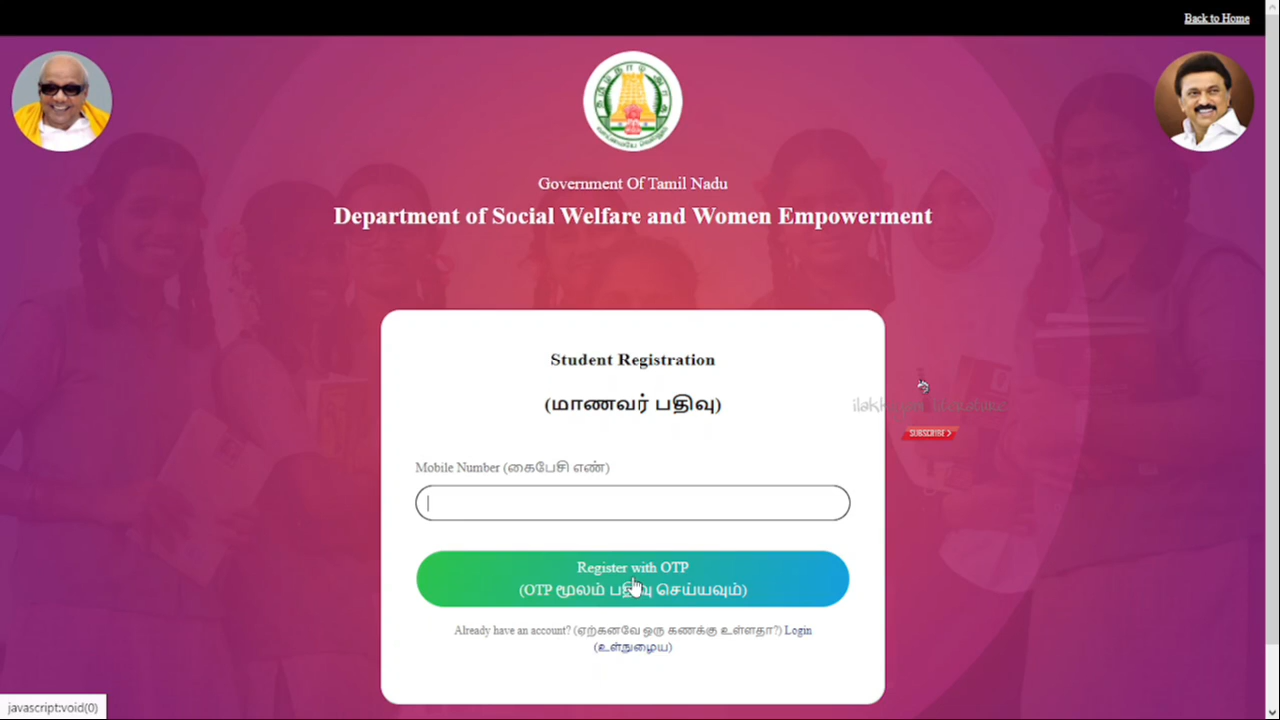 Back to Home
Government Of Tamil Nadu
Department of Social Welfare and Women Empowerment
Student Registration
(மாணவர் பதிவு)
Mobile Number (கைபேசி எண்)
Register with OTP
(OTP மூலம் பதிவு செய்யவும்)
Already have an account? (ஏற்கனவே ஒரு கணக்கு உள்ளதா?) Login
(உள்நுழைய)
SUBSCRIBE >
javascript:void(0)